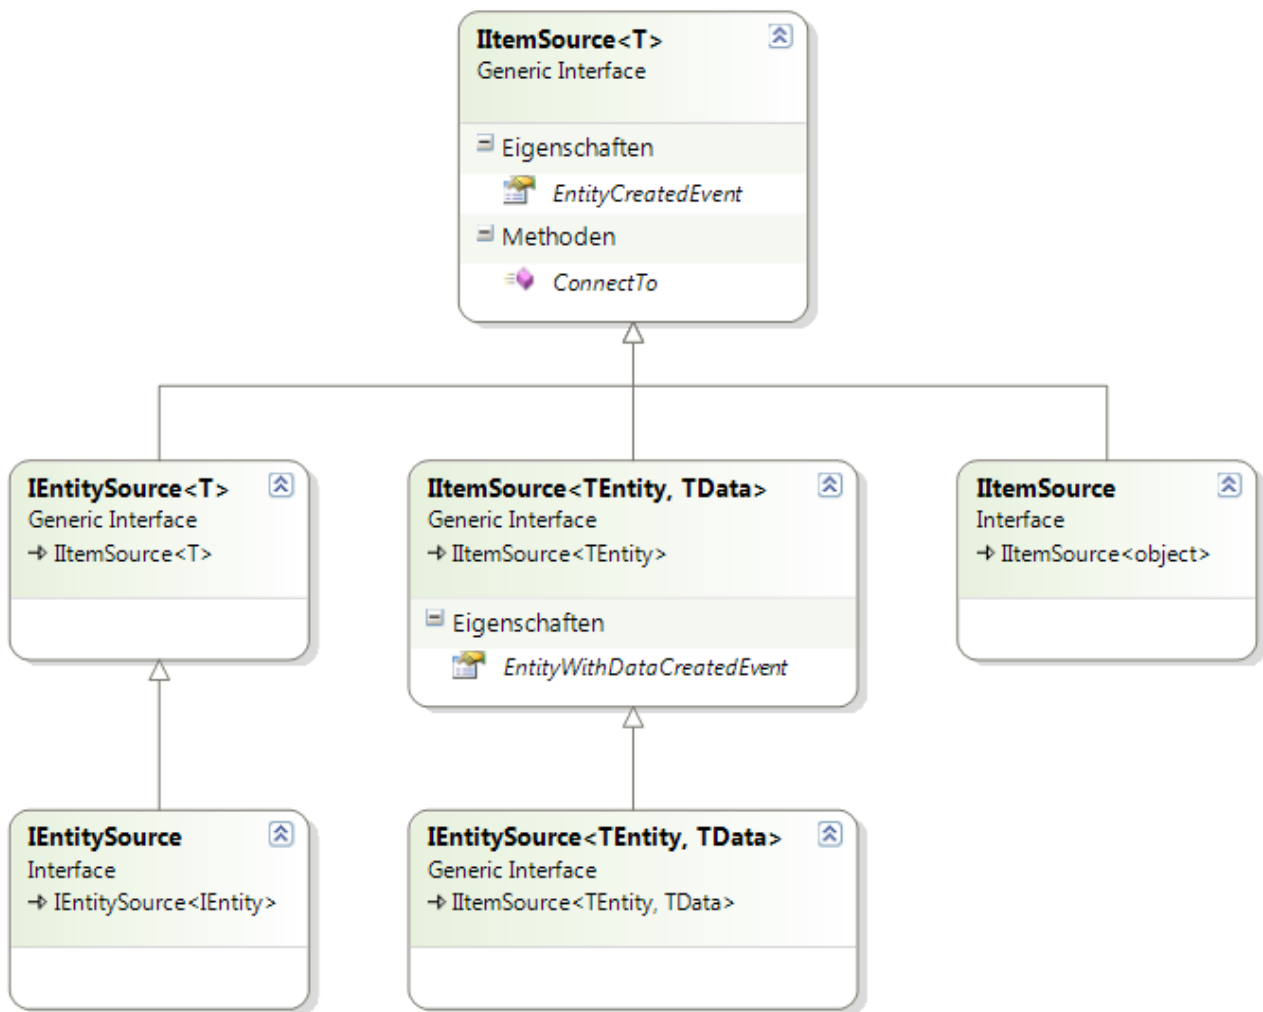 IItemSource<T>
Generic Interface
Eigenschaften
EntityCreatedEvent
Methoden
ConnectTo
IEntitySource<T>
Generic Interface
IItemSource<T>
IItemSource<TEntity, TData>
Generic Interface
IItemSource<TEntity>
Eigenschaften
EntityWithDataCreatedEvent
IItemSource
Interface
IItemSource<object>
IEntitySource
Interface
IEntitySource<IEntity>
IEntitySource<TEntity, TData>
Generic Interface
IItemSource<TEntity, TData>